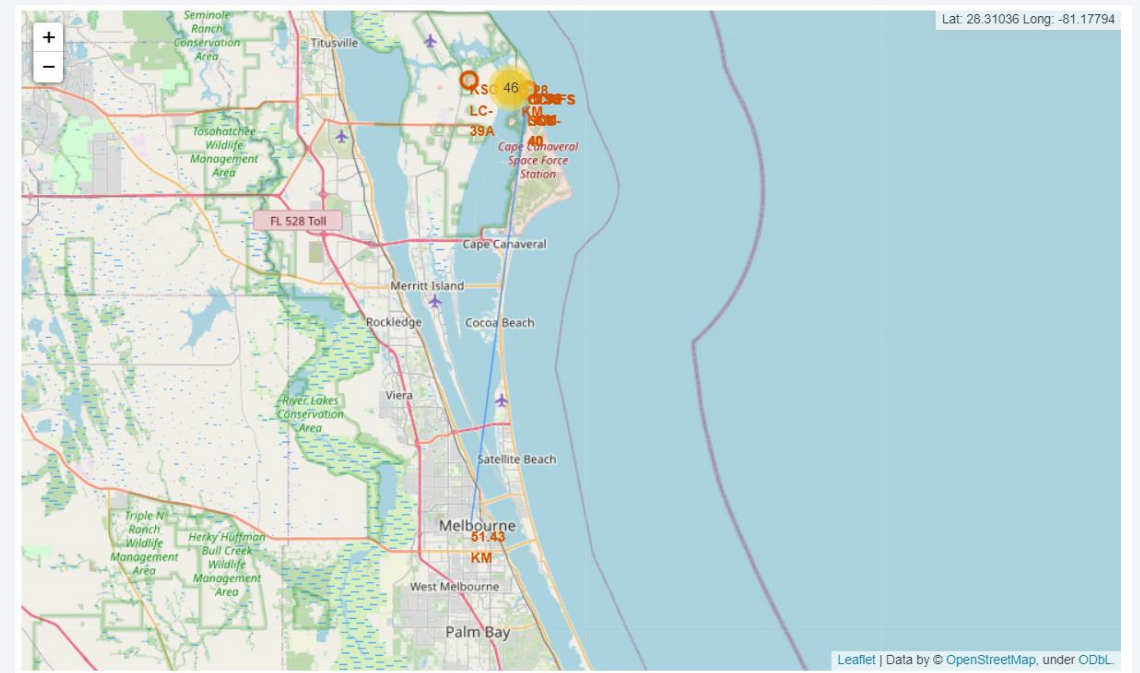 Lat: 28.31036 Long: -81.17794
+
−
Seminole
Ranch
Conservation
Area
Titusville
46
KSC
LC-
39A
KM
40
Cape Canaveral
Space Force
Station
Tosohatchee
Wildlife
Management
Area
FL 528 Toll
Cape Canaveral
Merritt Island
Rockledge
Cocoa Beach
Viera
River Lakes
Conservation
Area
Satellite Beach
Melbourne
51.43
KM
Triple N
Ranch
Wildlife
Management
Area
Herky Huffman
Bull Creek
Wildlife
Management
Area
West Melbourne
Palm Bay
Leaflet | Data by © OpenStreetMap, under ODbL.